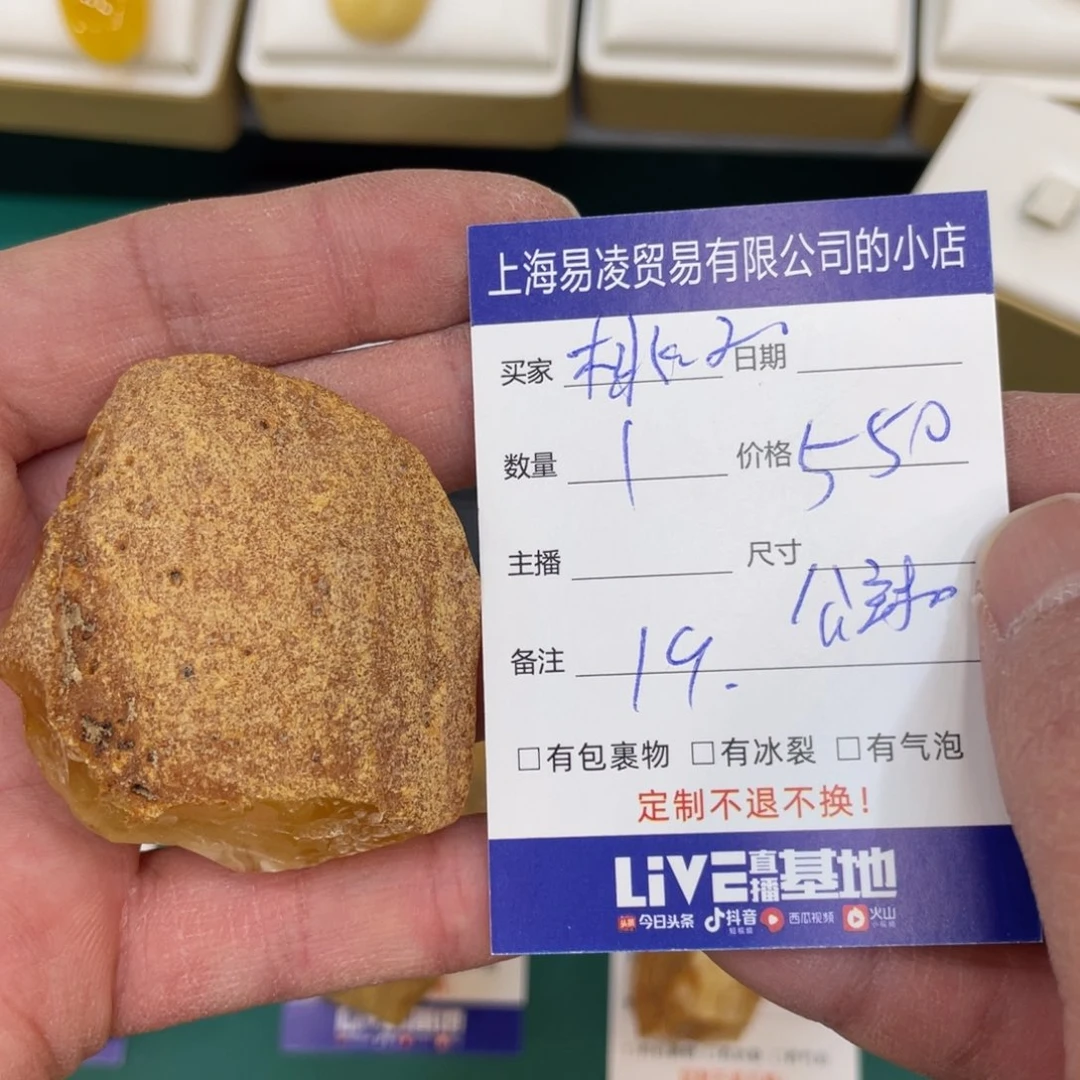 上海易凌贸易有限公司的小店
买家 日期
数量 1 价格 5550
主播 尺寸
备注 19.
□有包裹物 □有冰裂 □有气泡
定制不退不换！
LiVE直播基地
头条 今日头条 抖音 西瓜视频 火山